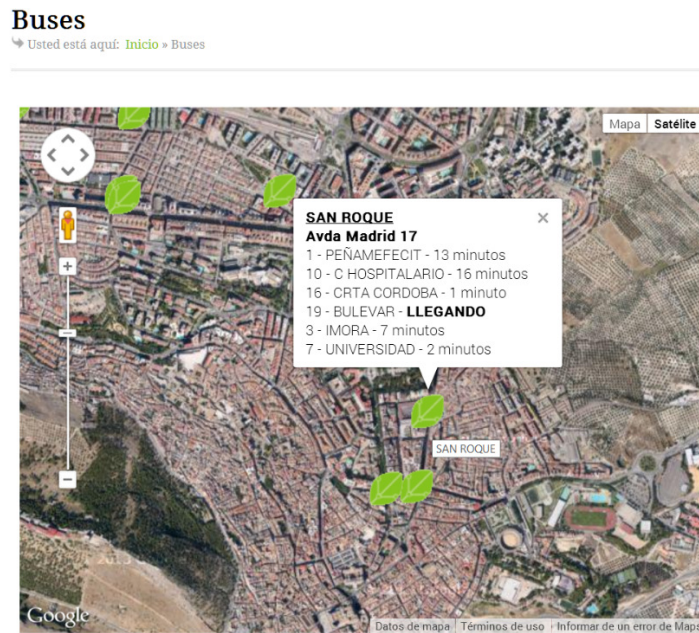 Buses
Usted está aquí: Inicio » Buses
Mapa Satélite
SAN ROQUE ×
Avda Madrid 17
1 - PEÑAMEFECIT - 13 minutos
10 - C HOSPITALARIO - 16 minutos
16 - CRTA CORDOBA - 1 minuto
19 - BULEVAR - LLEGANDO
3 - IMORA - 7 minutos
7 - UNIVERSIDAD - 2 minutos
SAN ROQUE
Google
Datos de mapa Términos de uso Informar de un error de Maps